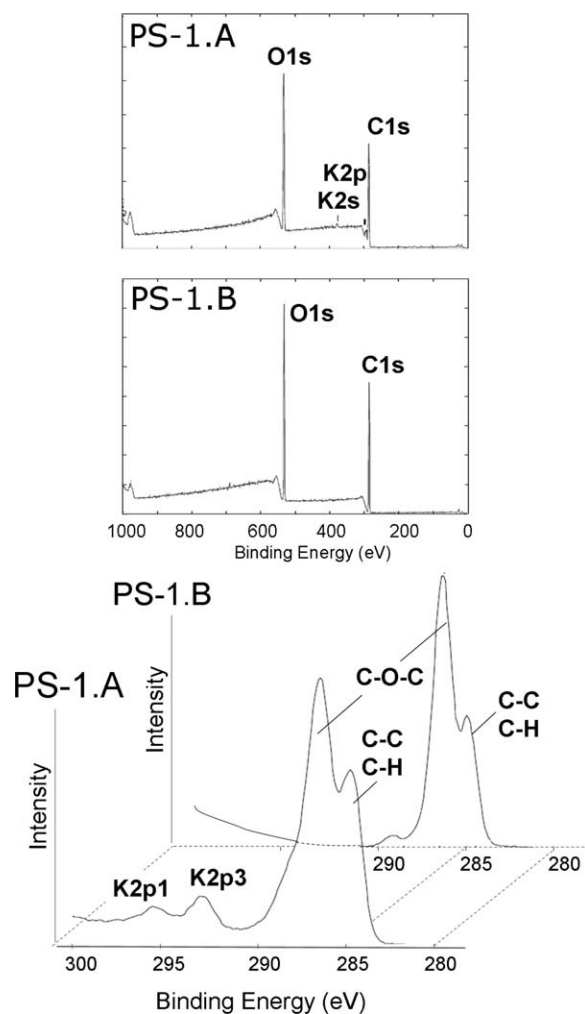 PS-1.A
O1s
C1s
K2p
K2s
PS-1.B
O1s
C1s
1000 800 600 400 200 0
Binding Energy (eV)
PS-1.B
PS-1.A
Intensity
Intensity
C-O-C
C-C
C-H
C-C
C-H
290 285 280
K2p1
K2p3
300 295 290 285 280
Binding Energy (eV)